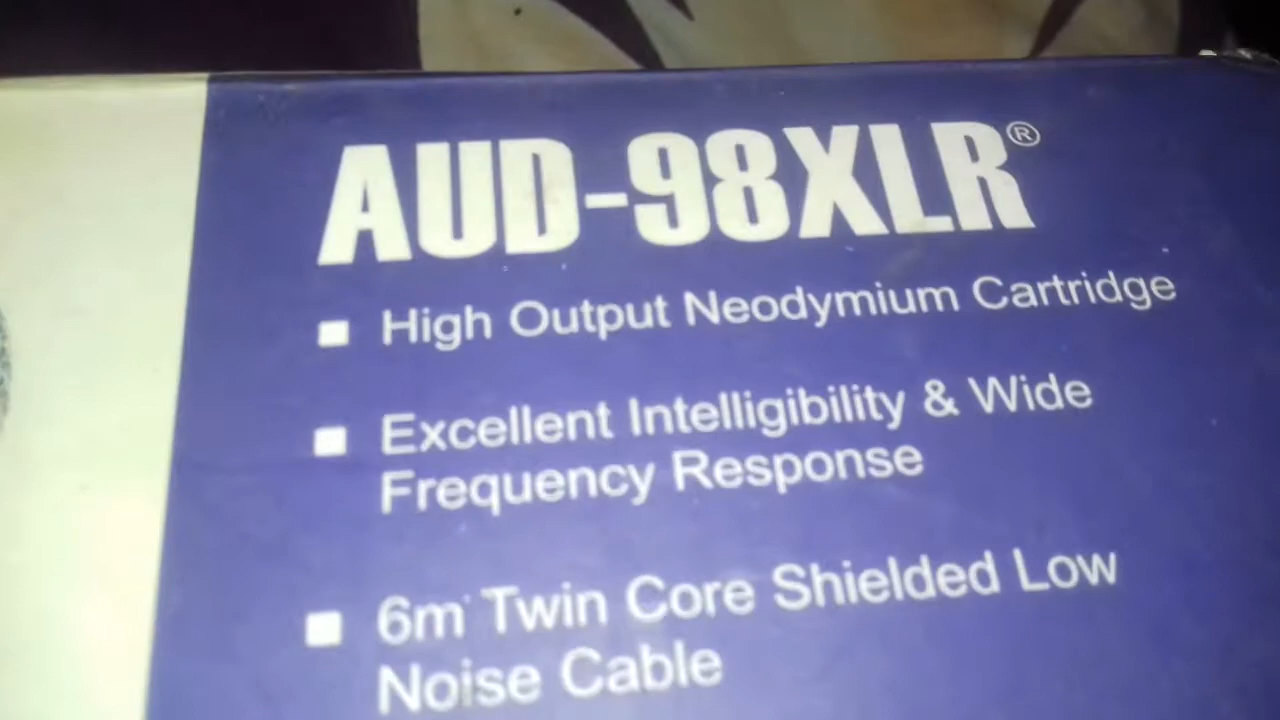 AUD-98XLR®
■ High Output Neodymium Cartridge
■ Excellent Intelligibility & Wide
Frequency Response
■ 6m Twin Core Shielded Low
Noise Cable